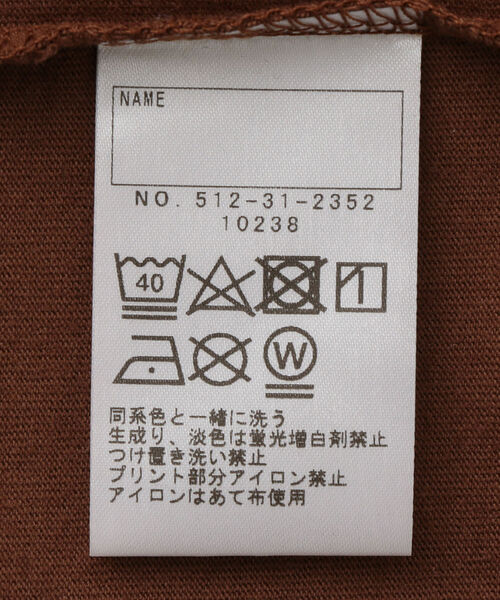 NAME
NO. 512-31-2352
10238
40
W
同系色と一緒に洗う
生成り、淡色は蛍光増白剤禁止
つけ置き洗い禁止
プリント部分アイロン禁止
アイロンはあて布使用